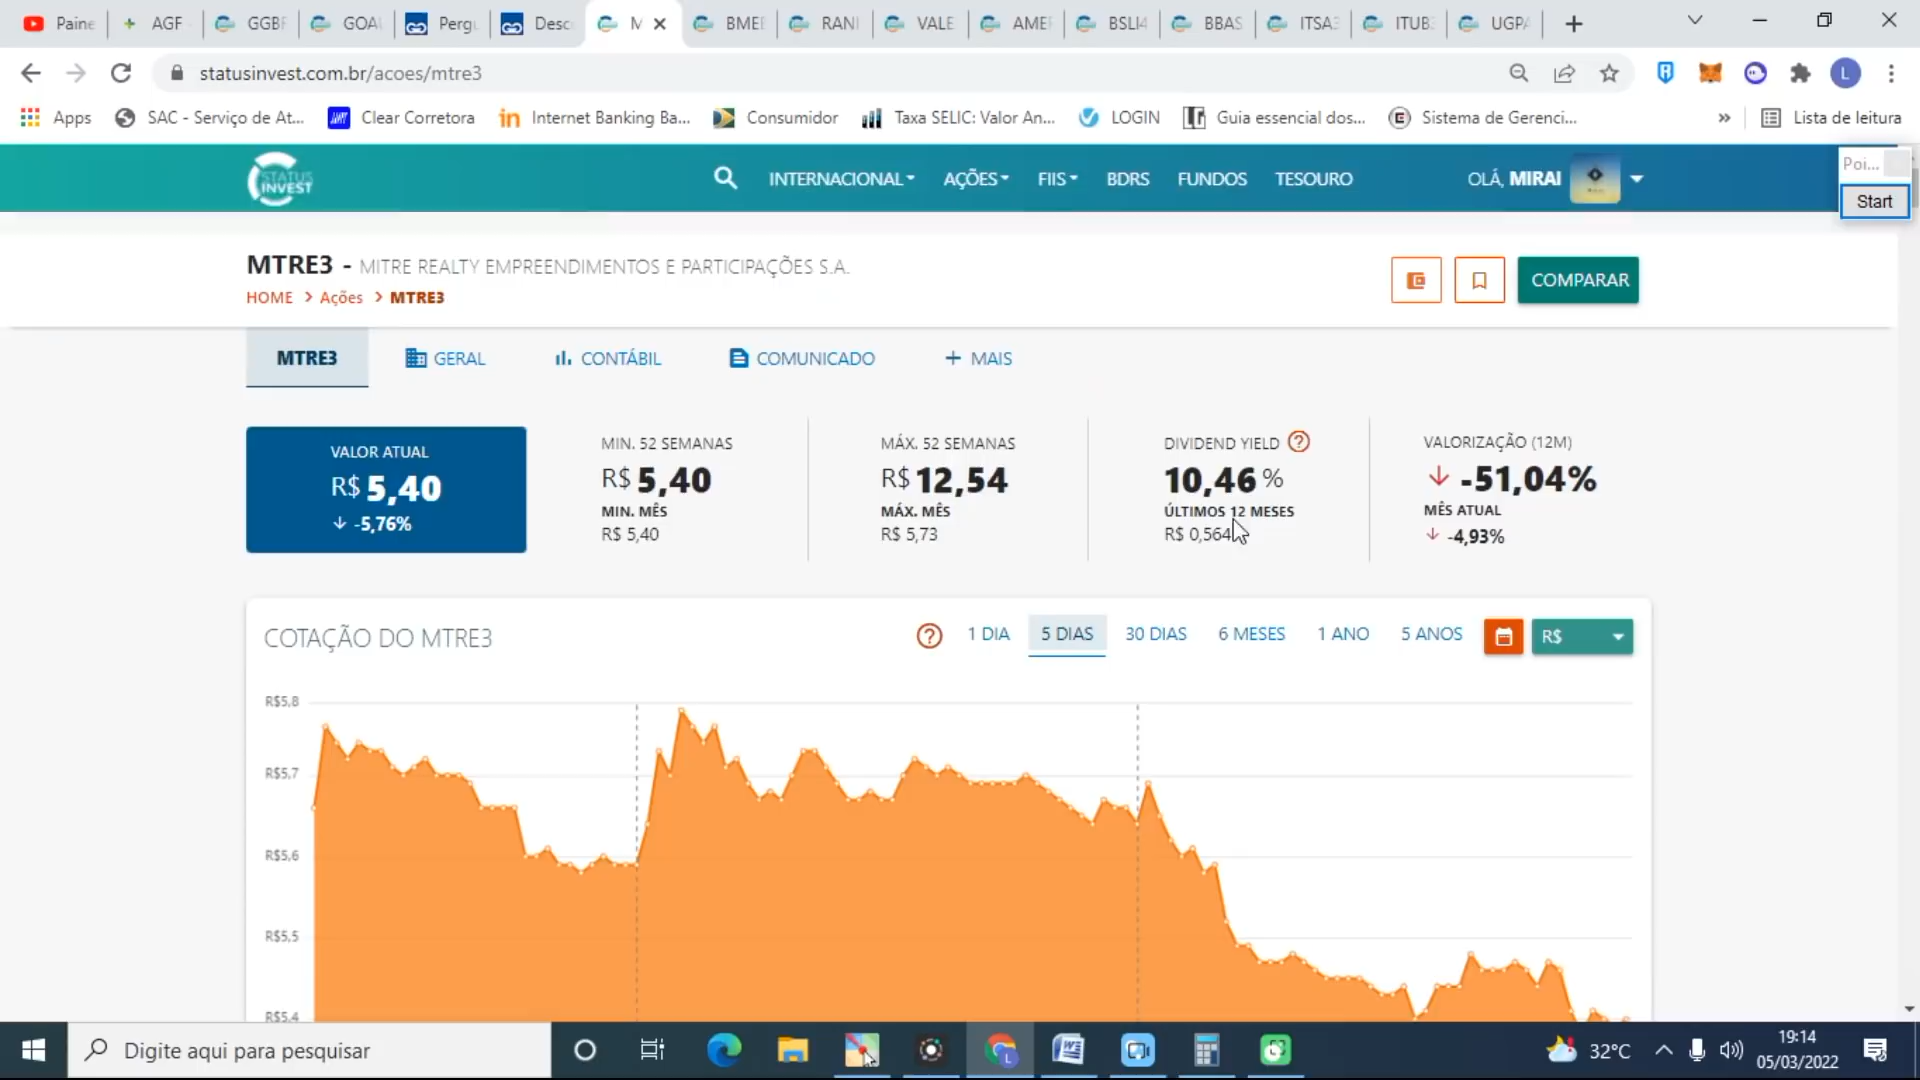 Paine
AGF
GGBF
GOAU
Pergu
Desc
M
BMEB
RANI
VALE
AMER
BSLI4
BBAS
ITSA3
ITUB3
UGPA
statusinvest.com.br/acoes/mtre3
L
Apps
SAC - Serviço de At...
Clear Corretora
Internet Banking Ba...
Consumidor
Taxa SELIC: Valor An...
LOGIN
Guia essencial dos...
Sistema de Gerenci...
»
Lista de leitura
STATUS INVEST
INTERNACIONAL
AÇÕES
FIIS
BDRS
FUNDOS
TESOURO
OLÁ, MIRAI
Poi...
Start
MTRE3 - MITRE REALTY EMPREENDIMENTOS E PARTICIPAÇÕES S.A.
HOME > Ações > MTRE3
COMPARAR
MTRE3
GERAL
CONTÁBIL
COMUNICADO
+ MAIS
VALOR ATUAL
R$ 5,40
-5,76%
MIN. 52 SEMANAS
R$ 5,40
MIN. MÊS
R$ 5,40
MÁX. 52 SEMANAS
R$ 12,54
MÁX. MÊS
R$ 5,73
DIVIDEND YIELD ?
10,46 %
ÚLTIMOS 12 MESES
R$ 0,564
VALORIZAÇÃO (12M)
-51,04%
MÊS ATUAL
-4,93%
COTAÇÃO DO MTRE3
?
1 DIA
5 DIAS
30 DIAS
6 MESES
1 ANO
5 ANOS
R$
R$5.8
R$5.7
R$5.6
R$5.5
R$5.4
Digite aqui para pesquisar
32°C
19:14
05/03/2022